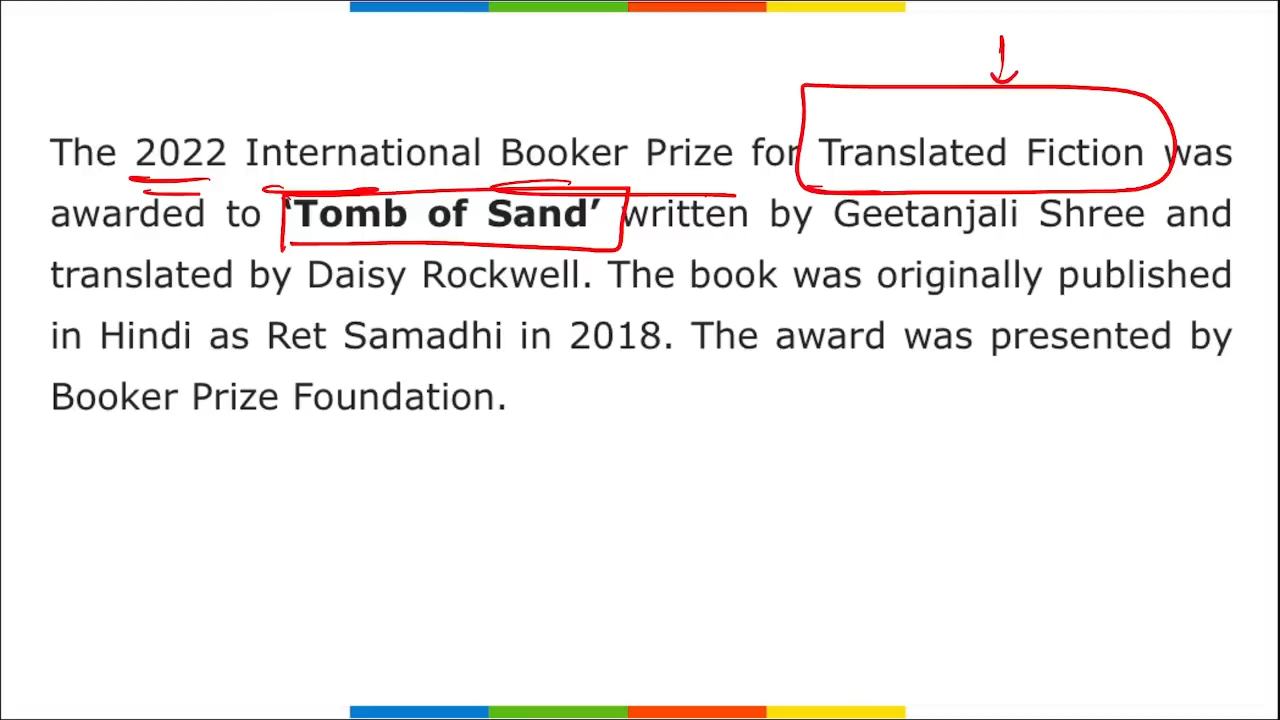 The 2022 International Booker Prize for Translated Fiction was
awarded to ‘Tomb of Sand’ written by Geetanjali Shree and
translated by Daisy Rockwell. The book was originally published
in Hindi as Ret Samadhi in 2018. The award was presented by
Booker Prize Foundation.